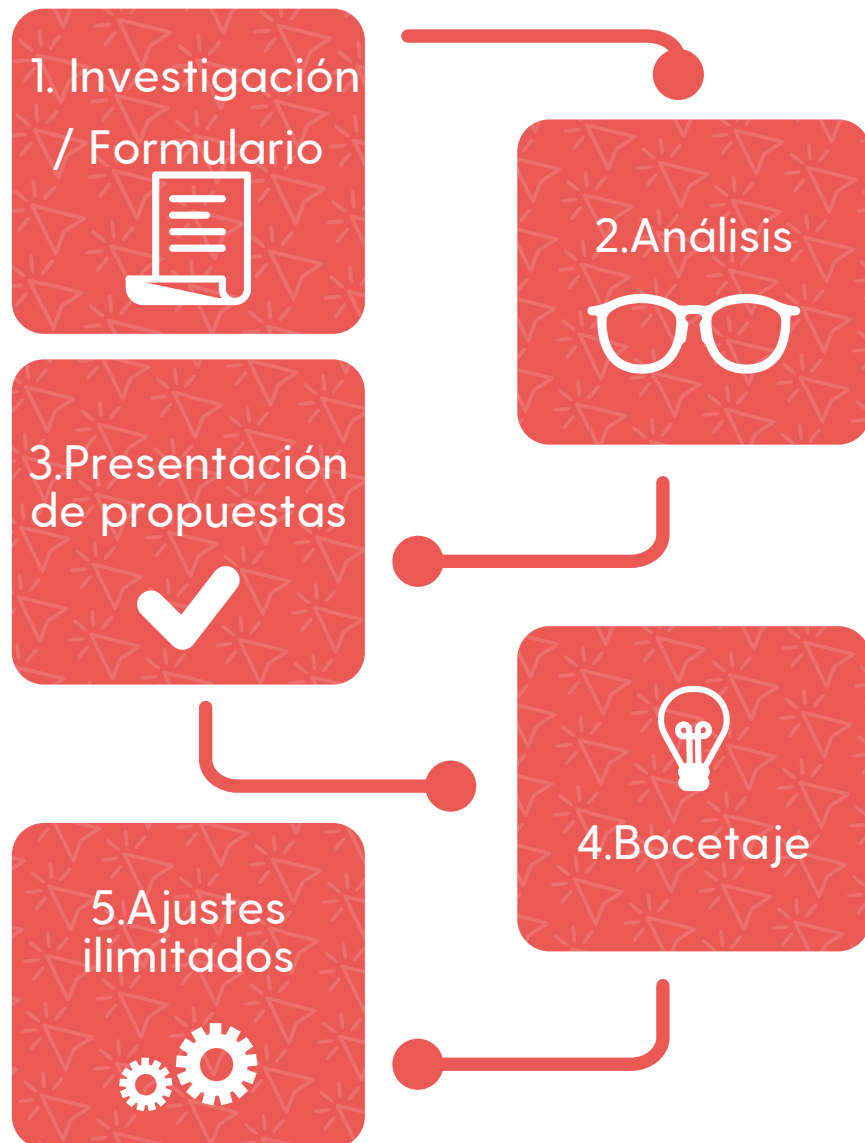 1. Investigación
/ Formulario
2.Análisis
3.Presentación
de propuestas
4.Bocetaje
5.Ajustes
ilimitados